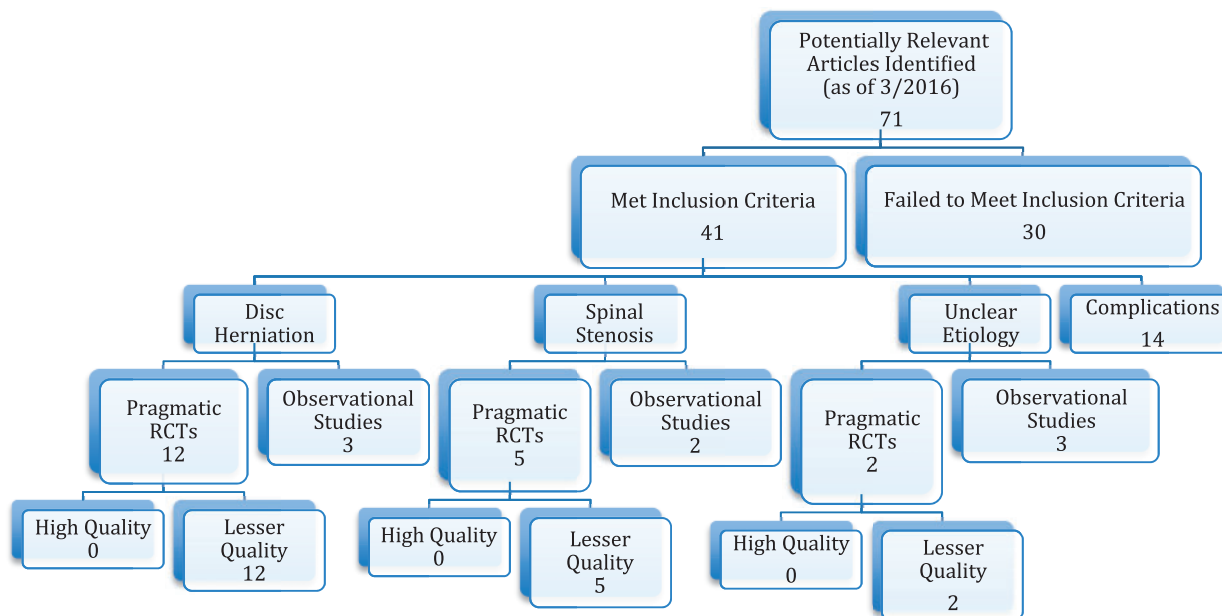 Potentially Relevant
Articles Identified
(as of 3/2016)
71
Met Inclusion Criteria
41
Failed to Meet Inclusion Criteria
30
Disc
Herniation
Spinal
Stenosis
Unclear
Etiology
Complications
14
Pragmatic
RCTs
12
Observational
Studies
3
Pragmatic
RCTs
5
Observational
Studies
2
Pragmatic
RCTs
2
Observational
Studies
3
High Quality
0
Lesser
Quality
12
High Quality
0
Lesser
Quality
5
High Quality
0
Lesser
Quality
2